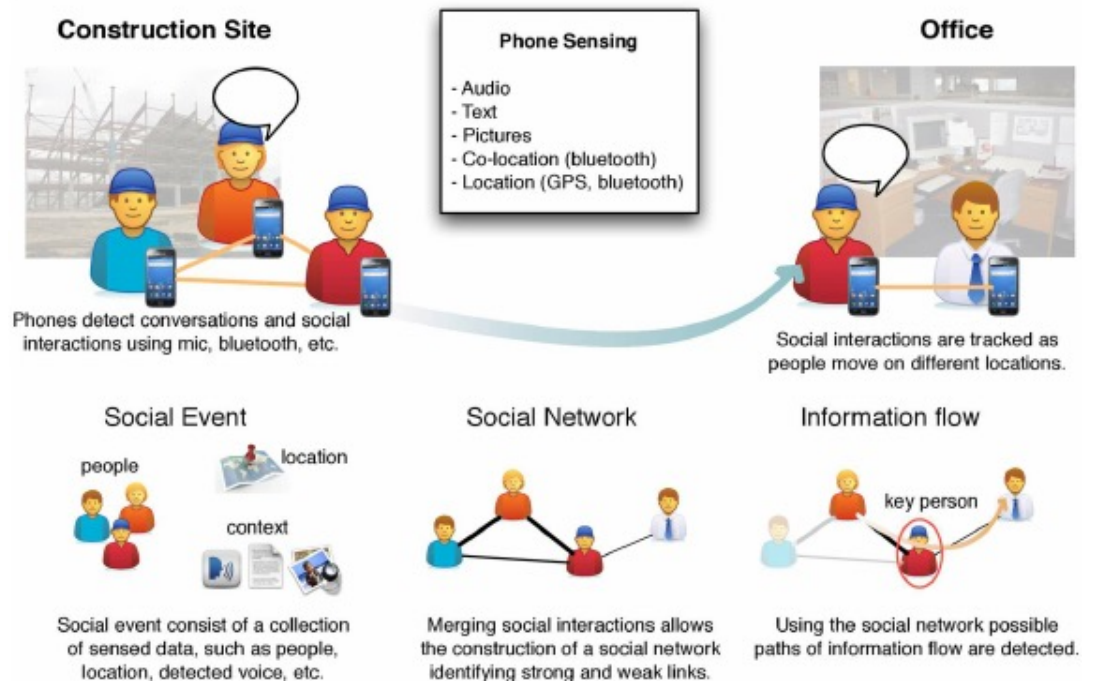 Construction Site
Phone Sensing
- Audio
- Text
- Pictures
- Co-location (bluetooth)
- Location (GPS, bluetooth)
Office
Phones detect conversations and social
interactions using mic, bluetooth, etc.
Social interactions are tracked as
people move on different locations.
Social Event
people
location
context
Social event consist of a collection
of sensed data, such as people,
location, detected voice, etc.
Social Network
Merging social interactions allows
the construction of a social network
identifying strong and weak links.
Information flow
key person
Using the social network possible
paths of information flow are detected.